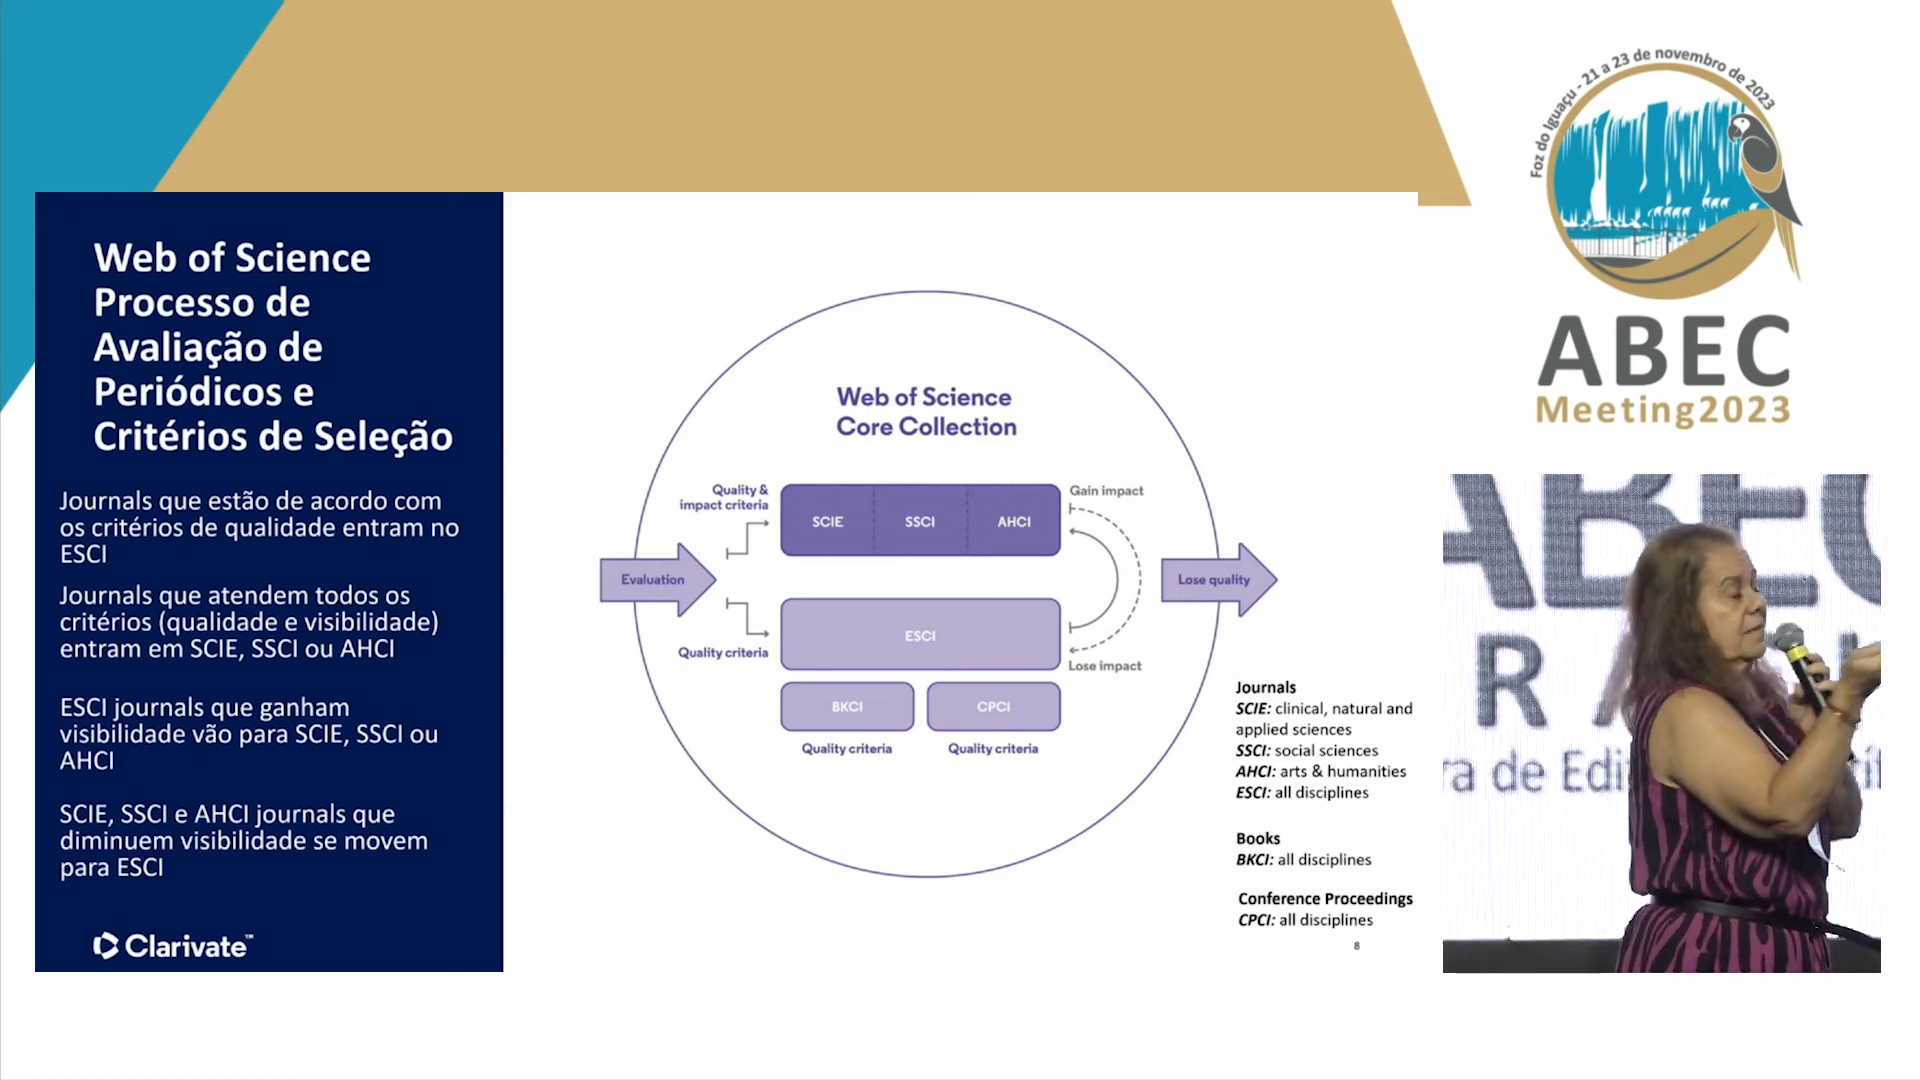 Web of Science
Processo de
Avaliação de
Periódicos e
Critérios de Seleção
Journals que estão de acordo com
os critérios de qualidade entram no
ESCI
Journals que atendem todos os
critérios (qualidade e visibilidade)
entram em SCIE, SSCI ou AHCI
ESCI journals que ganham
visibilidade vão para SCIE, SSCI ou
AHCI
SCIE, SSCI e AHCI journals que
diminuem visibilidade se movem
para ESCI
Clarivate™
Web of Science
Core Collection
Quality &
impact criteria
SCIE
SSCI
AHCI
Gain impact
Evaluation
Lose quality
ESCI
Quality criteria
Lose impact
BKCI
CPCI
Quality criteria
Quality criteria
Journals
SCIE: clinical, natural and
applied sciences
SSCI: social sciences
AHCI: arts & humanities
ESCI: all disciplines
Books
BKCI: all disciplines
Conference Proceedings
CPCI: all disciplines
8
Foz do Iguaçu - 21 a 23 de novembro de 2023
ABEC
Meeting2023
ABEC
R A
ra de Edi